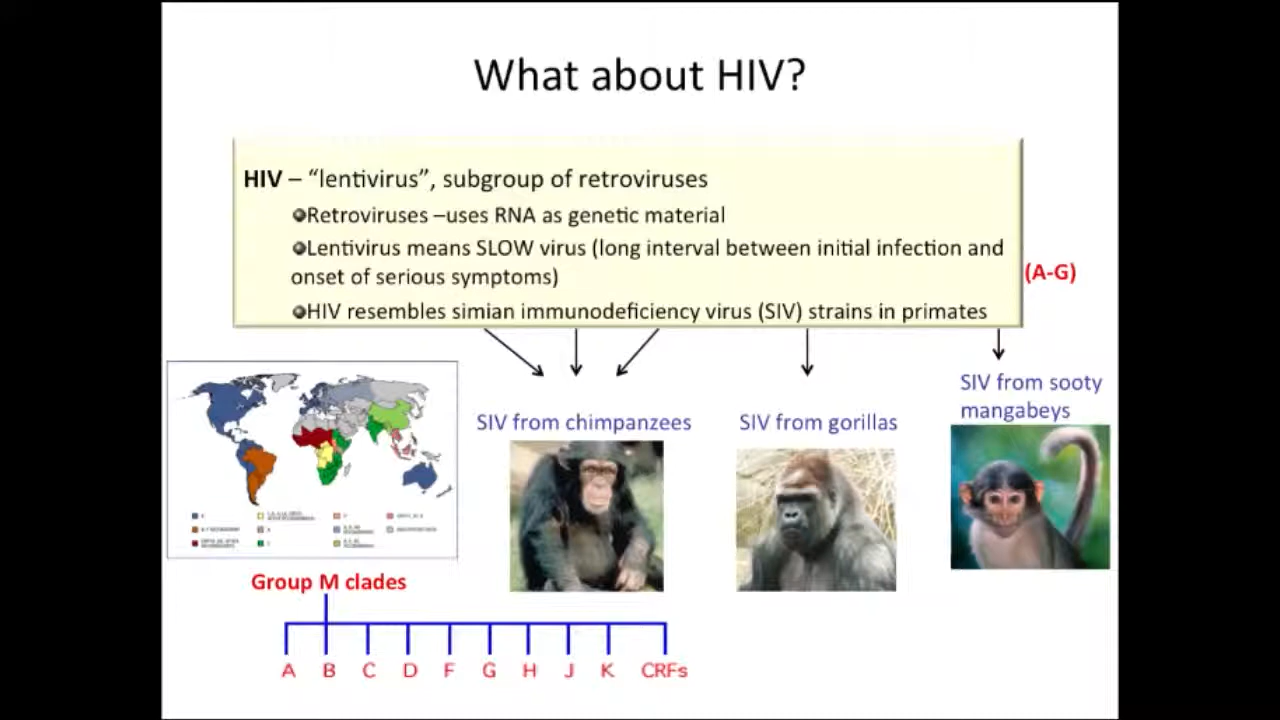 What about HIV?
HIV – “lentivirus”, subgroup of retroviruses
Retroviruses –uses RNA as genetic material
Lentivirus means SLOW virus (long interval between initial infection and
onset of serious symptoms)
(A-G)
HIV resembles simian immunodeficiency virus (SIV) strains in primates
SIV from chimpanzees
SIV from gorillas
SIV from sooty
mangabeys
Group M clades
A B C D F G H J K CRFs